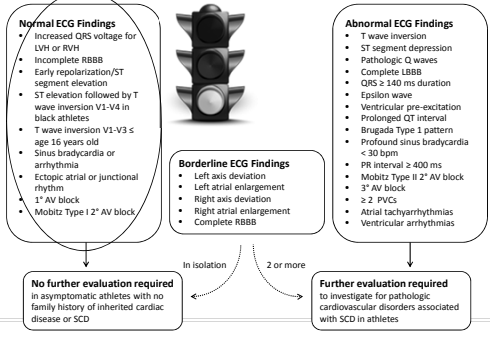 Normal ECG Findings
• Increased QRS voltage for
LVH or RVH
• Incomplete RBBB
• Early repolarization/ST
segment elevation
• ST elevation followed by T
wave inversion V1-V4 in
black athletes
• T wave inversion V1-V3 ≤
age 16 years old
• Sinus bradycardia or
arrhythmia
• Ectopic atrial or junctional
rhythm
• 1° AV block
• Mobitz Type I 2° AV block
Borderline ECG Findings
• Left axis deviation
• Left atrial enlargement
• Right axis deviation
• Right atrial enlargement
• Complete RBBB
Abnormal ECG Findings
• T wave inversion
• ST segment depression
• Pathologic Q waves
• Complete LBBB
• QRS ≥ 140 ms duration
• Epsilon wave
• Ventricular pre-excitation
• Prolonged QT interval
• Brugada Type 1 pattern
• Profound sinus bradycardia
< 30 bpm
• PR interval ≥ 400 ms
• Mobitz Type II 2° AV block
• 3° AV block
• ≥ 2 PVCs
• Atrial tachyarrhythmias
• Ventricular arrhythmias
In isolation
2 or more
No further evaluation required
in asymptomatic athletes with no
family history of inherited cardiac
disease or SCD
Further evaluation required
to investigate for pathologic
cardiovascular disorders associated
with SCD in athletes